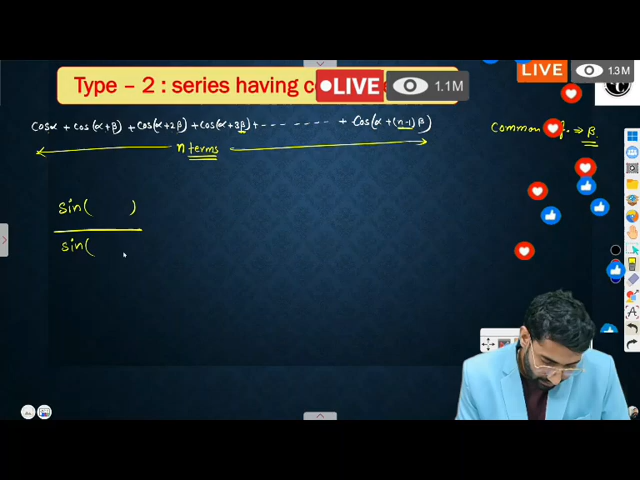 Type – 2 : series having c
LIVE 1.1M
LIVE 1.3M
cosα + cos(α+β) + cos(α+2β) + cos(α+3β) + ---------- + cos(α+(n-1)β)
Common ⇒ β
n terms
sin( )
sin(